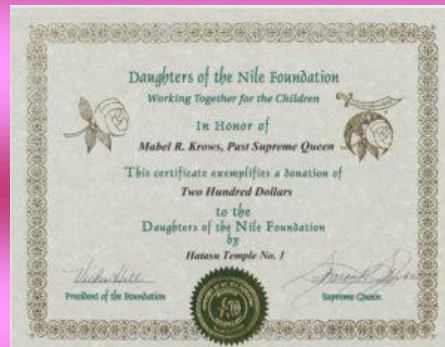 Daughters of the Nile Foundation
Working Together for the Children
In Honor of
Mabel R. Krows, Past Supreme Queen
This certificate exemplifies a donation of
Two Hundred Dollars
to the
Daughters of the Nile Foundation
by
Hatasu Temple No. 1
President of the Foundation
Supreme Queen